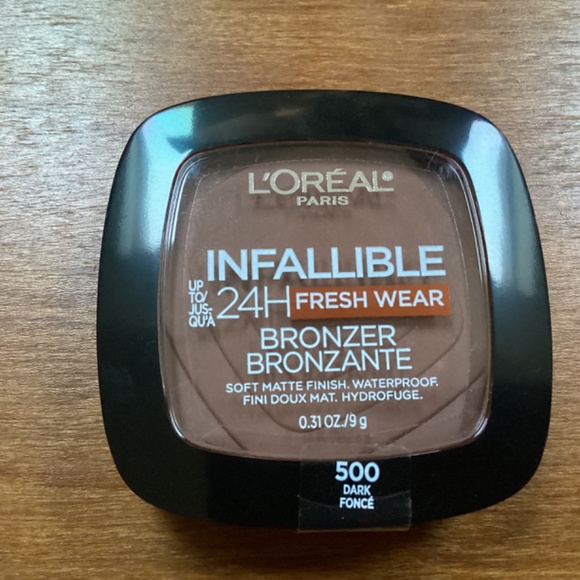 L'ORÉAL®
PARIS
INFALLIBLE
UP TO/ JUS- QU'À 24H FRESH WEAR
BRONZER
BRONZANTE
SOFT MATTE FINISH. WATERPROOF.
FINI DOUX MAT. HYDROFUGE.
0.31 OZ./9 g
500
DARK
FONCÉ